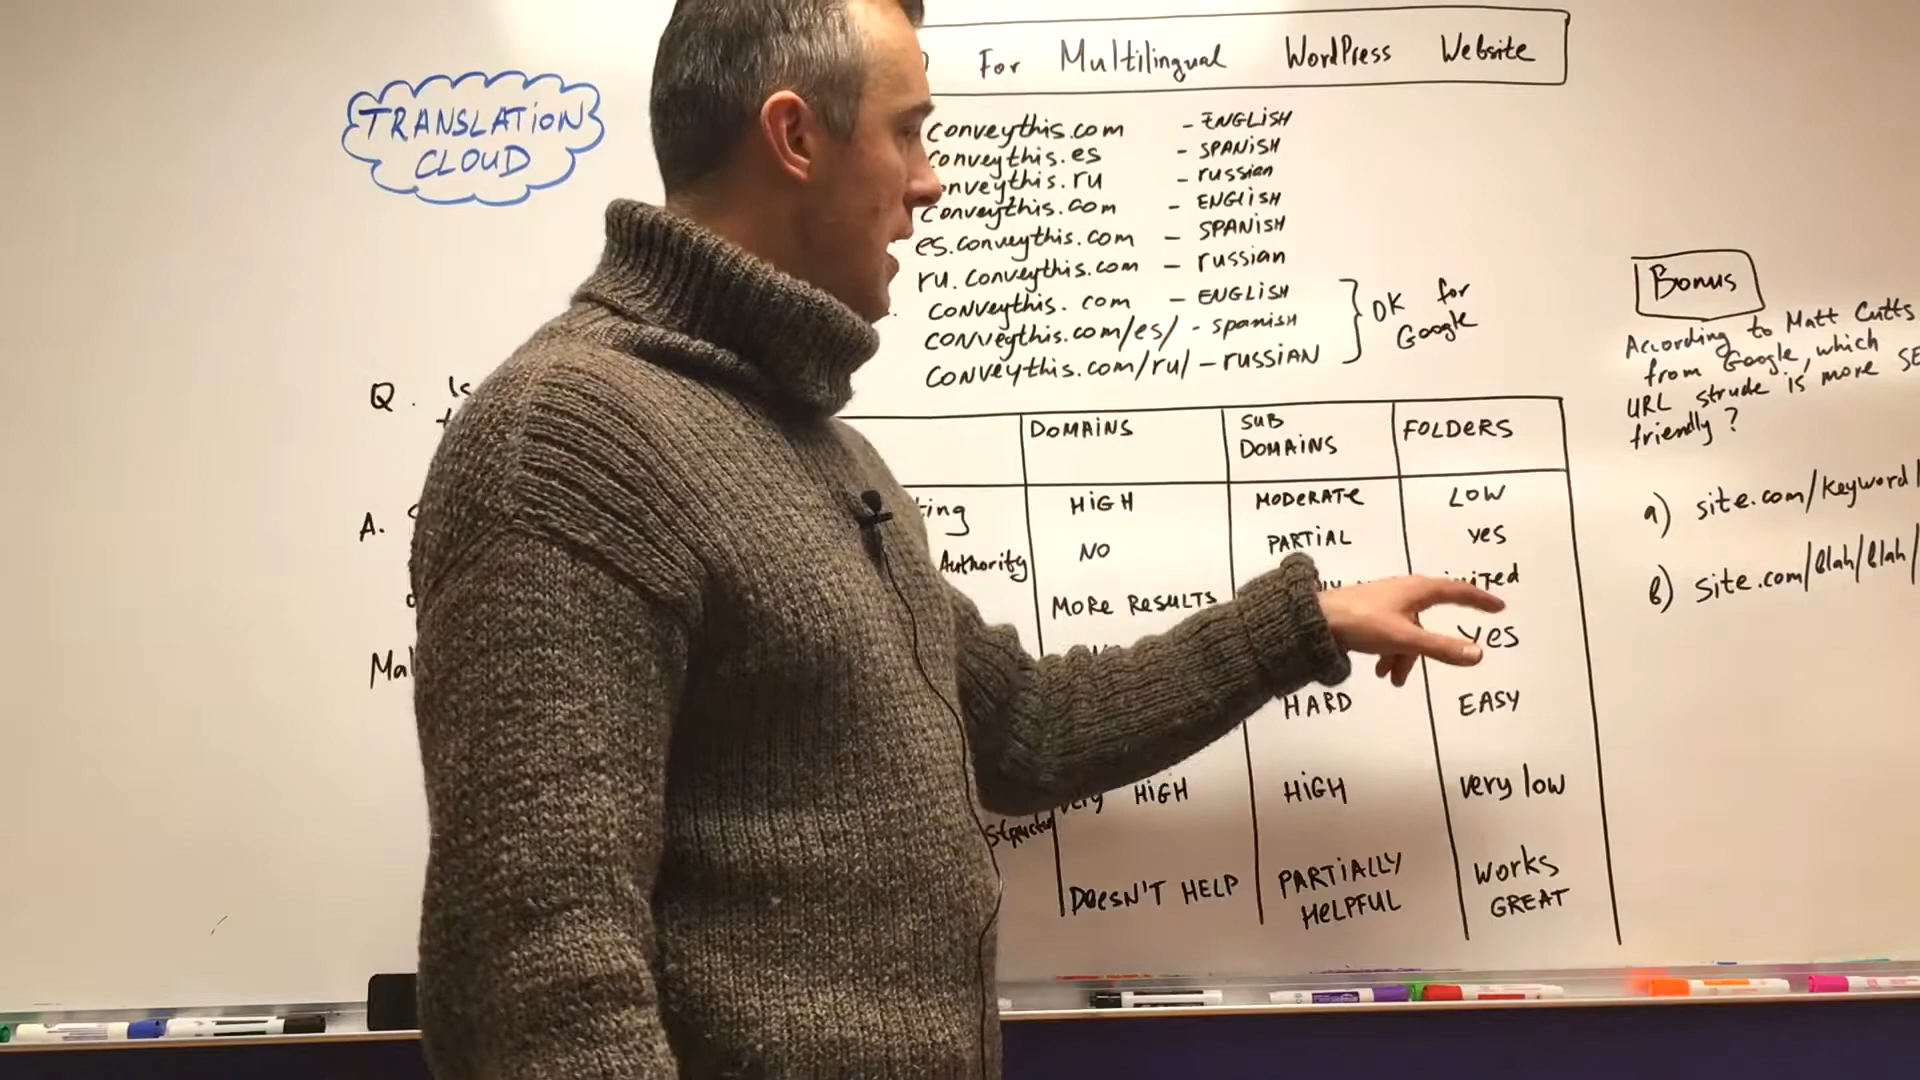 For Multilingual WordPress Website
TRANSLATION
CLOUD
conveythis.com - ENGLISH
conveythis.es - SPANISH
conveythis.ru - russian
conveythis.com - ENGLISH
es.conveythis.com - SPANISH
ru.conveythis.com - russian
conveythis.com - ENGLISH
conveythis.com/es/ - spanish
conveythis.com/ru/ - RUSSIAN
OK for
Google
Bonus
According to Matt Cutts
from Google, which
URL strude is more SE
friendly?
a) site.com/keyword/
b) site.com/blah/blah/
Q. Is
A.
DOMAINS SUB DOMAINS FOLDERS
HIGH MODERATE LOW
Authority NO PARTIAL yes
MORE RESULTS
yes
HARD EASY
very HIGH HIGH very low
DOESN'T HELP PARTIALLY HELPFUL WORKS GREAT